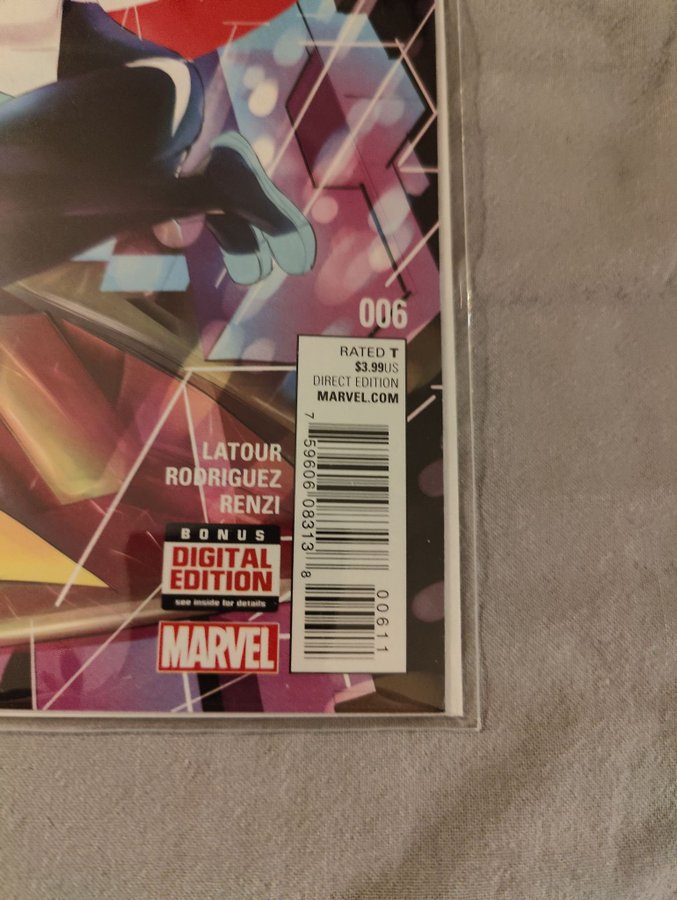 006
RATED T
$3.99US
DIRECT EDITION
MARVEL.COM
LATOUR
RODRIGUEZ
RENZI
BONUS
DIGITAL
EDITION
see inside for details
MARVEL
7 59606 08313 8
00611